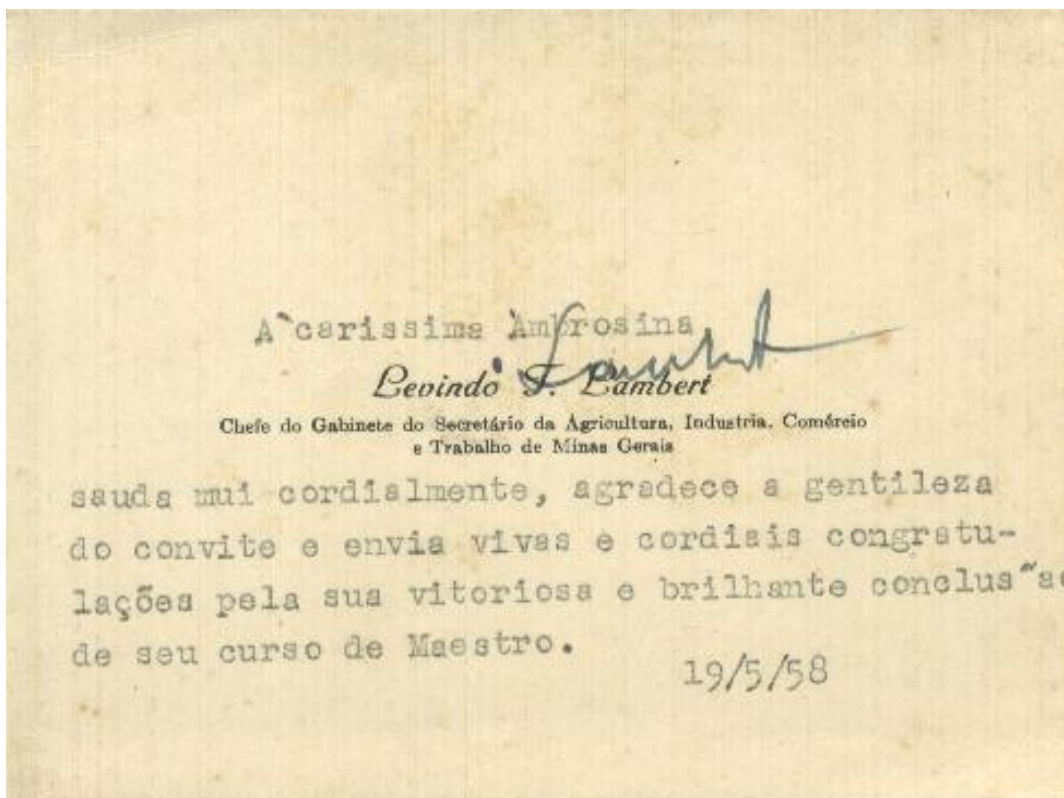 A carissima Ambrosina
Lambert
Levindo F. Lambert
Chefe do Gabinete do Secretário da Agricultura, Industria, Comércio
e Trabalho de Minas Gerais
sauda mui cordialmente, agradece a gentileza
do convite e envia vivas e cordiais congratu-
lações pela sua vitoriosa e brilhante conclusão
de seu curso de Maestro.
19/5/58